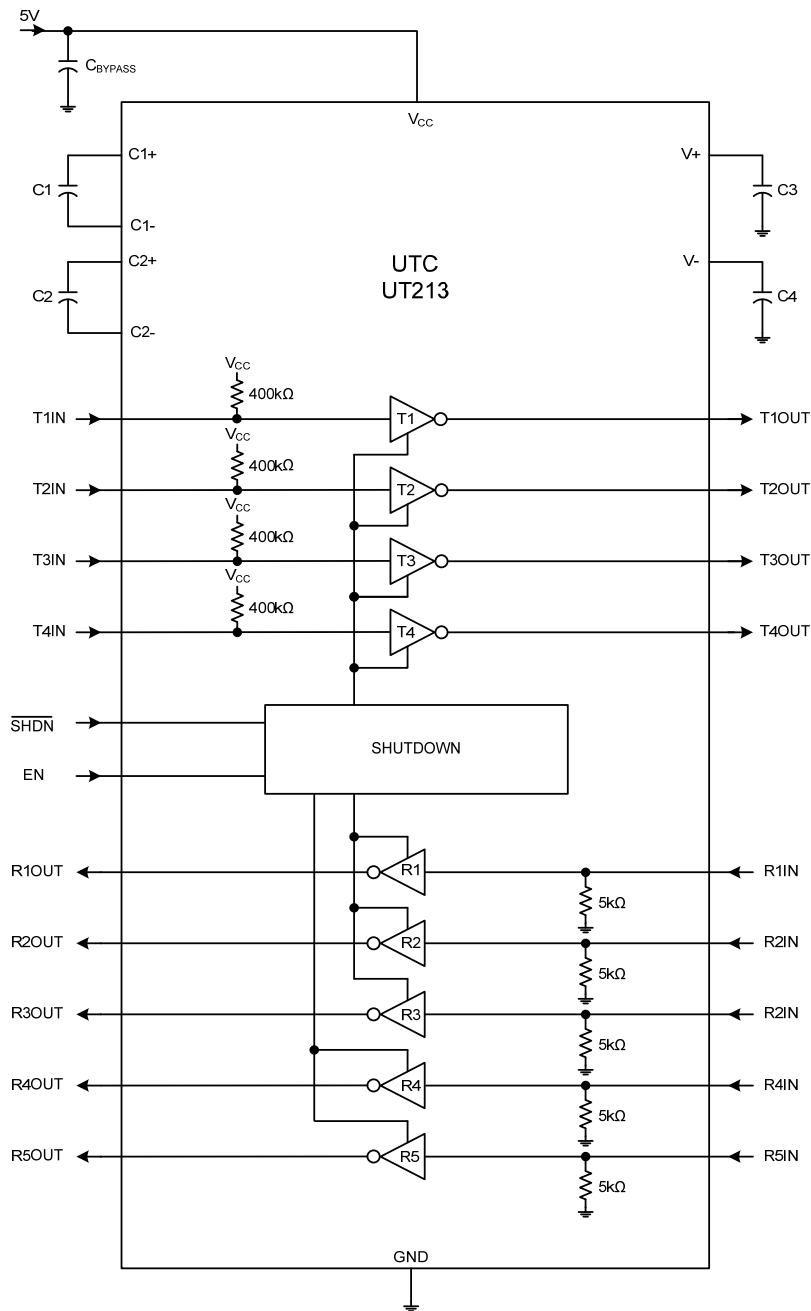 5V
CBYPASS
VCC
C1+
V+
C1
C3
C1-
C2+
V-
UTC
UT213
C2
C4
C2-
VCC
400kΩ
T1IN
T1
T1OUT
VCC
400kΩ
T2IN
T2
T2OUT
VCC
400kΩ
T3IN
T3
T3OUT
VCC
400kΩ
T4IN
T4
T4OUT
SHDN
SHUTDOWN
EN
R1OUT
R1
R1IN
5kΩ
R2OUT
R2
R2IN
5kΩ
R3OUT
R3
R2IN
5kΩ
R4OUT
R4
R4IN
5kΩ
R5OUT
R5
R5IN
5kΩ
GND